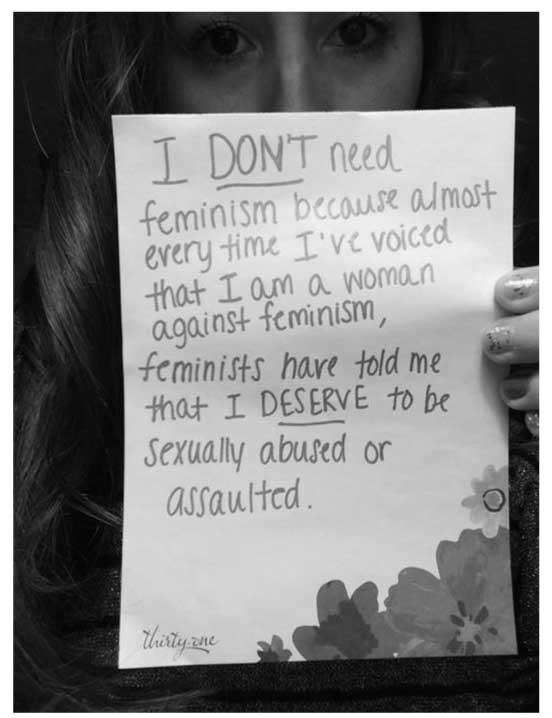 I DON'T need
feminism because almost
every time I've voiced
that I am a woman
against feminism,
feminists have told me
that I DESERVE to be
sexually abused or
assaulted.
thirty-one